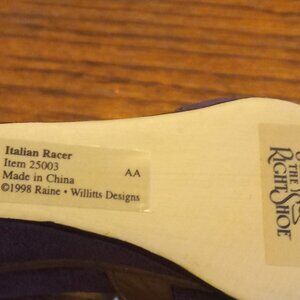 Italian Racer
Item 25003
Made in China
©1998 Raine • Willitts Designs
AA
THE
RIGHT SHOE